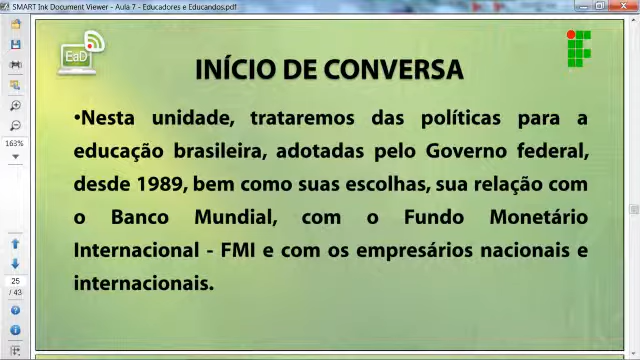 SMART Ink Document Viewer - Aula 7 - Educadores e Educandos.pdf
EaD
INÍCIO DE CONVERSA
•Nesta unidade, trataremos das políticas para a
educação brasileira, adotadas pelo Governo federal,
desde 1989, bem como suas escolhas, sua relação com
o Banco Mundial, com o Fundo Monetário
Internacional - FMI e com os empresários nacionais e
internacionais.
163%
25
/ 43